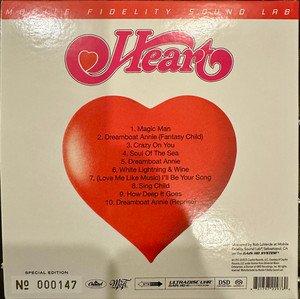 MOBILE FIDELITY SOUND LAB
Heart
1. Magic Man
2. Dreamboat Annie (Fantasy Child)
3. Crazy On You
4. Soul Of The Sea
5. Dreamboat Annie
6. White Lightning & Wine
7. (Love Me Like Music) I'll Be Your Song
8. Sing Child
9. How Deep It Goes
10. Dreamboat Annie (Reprise)
SPECIAL EDITION
Nº 000147
Capitol
ULTRADISC UHR
GAIN 2
DSD